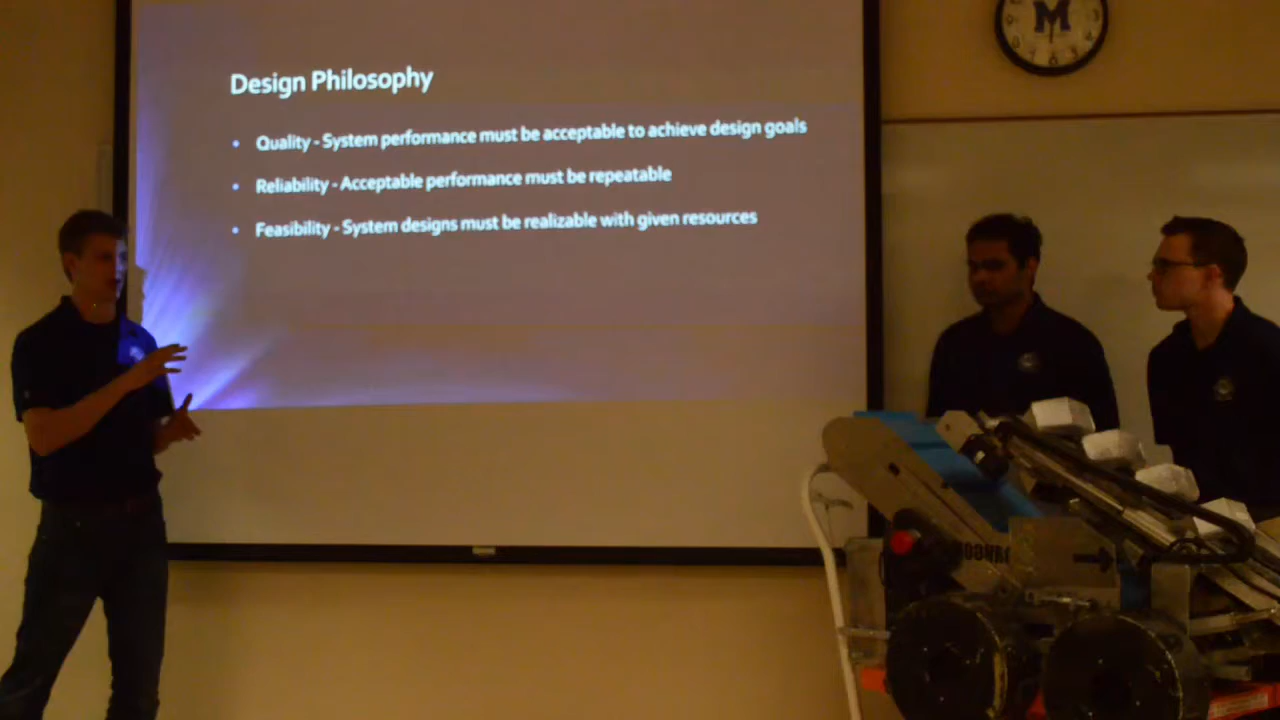 M
Design Philosophy
• Quality - System performance must be acceptable to achieve design goals
• Reliability - Acceptable performance must be repeatable
• Feasibility - System designs must be realizable with given resources